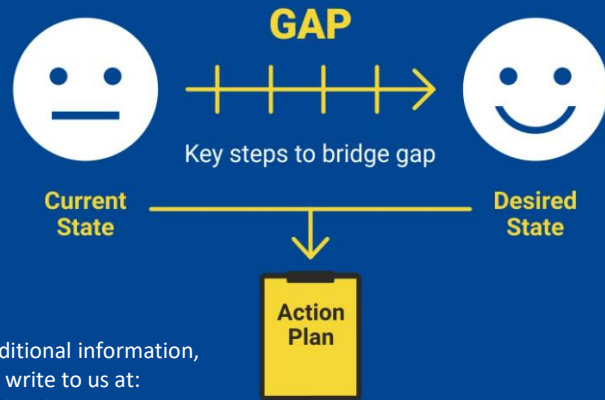 GAP
Key steps to bridge gap
Current
State
Desired
State
Action
Plan
ditional information,
write to us at: